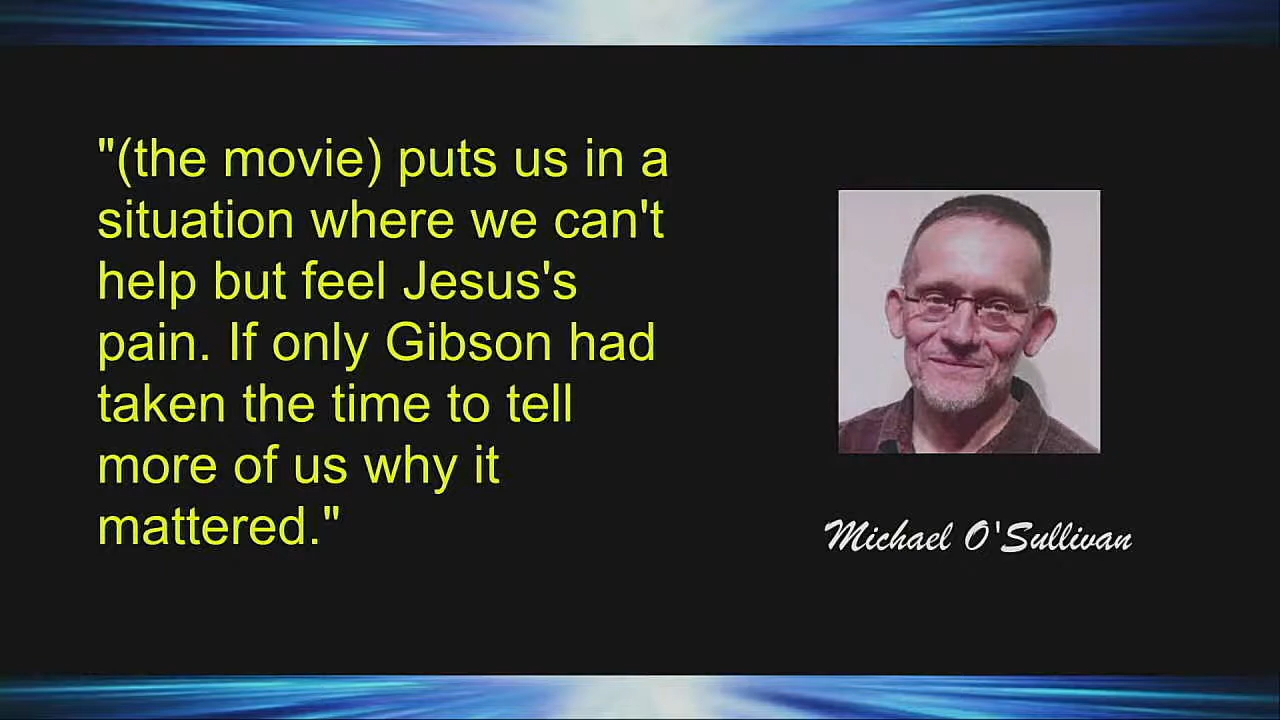 "(the movie) puts us in a
situation where we can't
help but feel Jesus's
pain. If only Gibson had
taken the time to tell
more of us why it
mattered."
Michael O'Sullivan